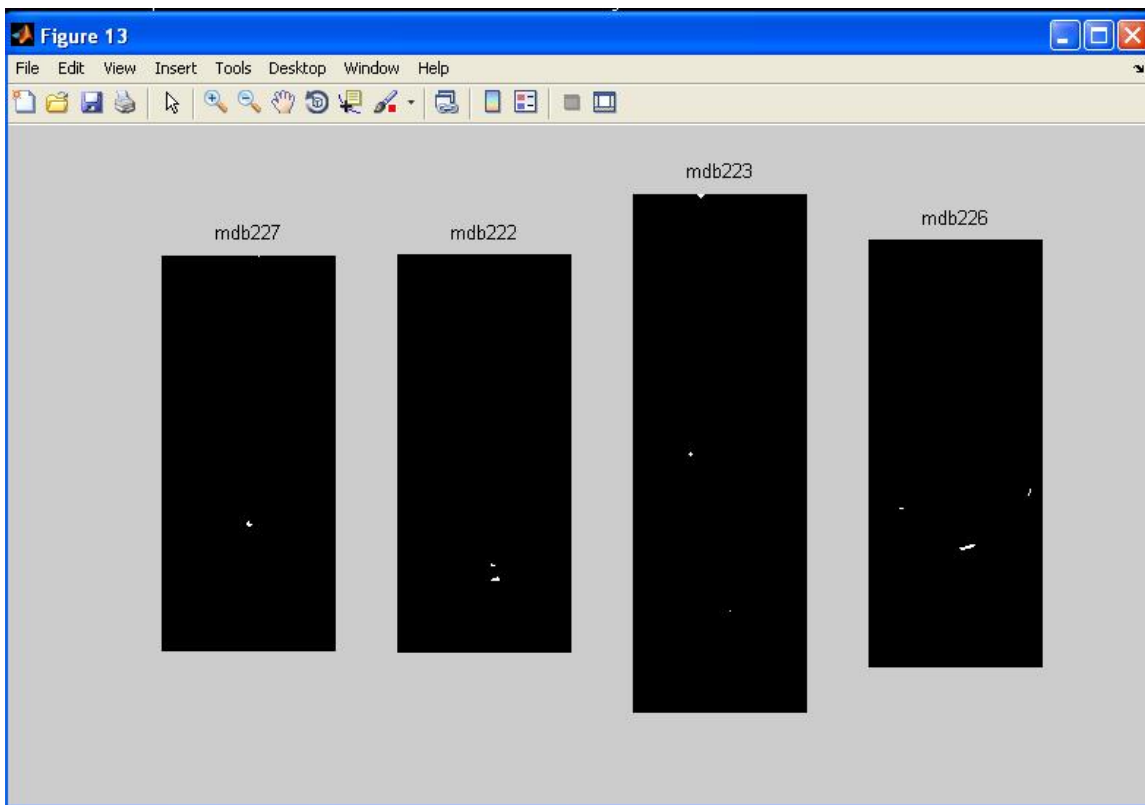 Figure 13
File Edit View Insert Tools Desktop Window Help
mdb227
mdb222
mdb223
mdb226